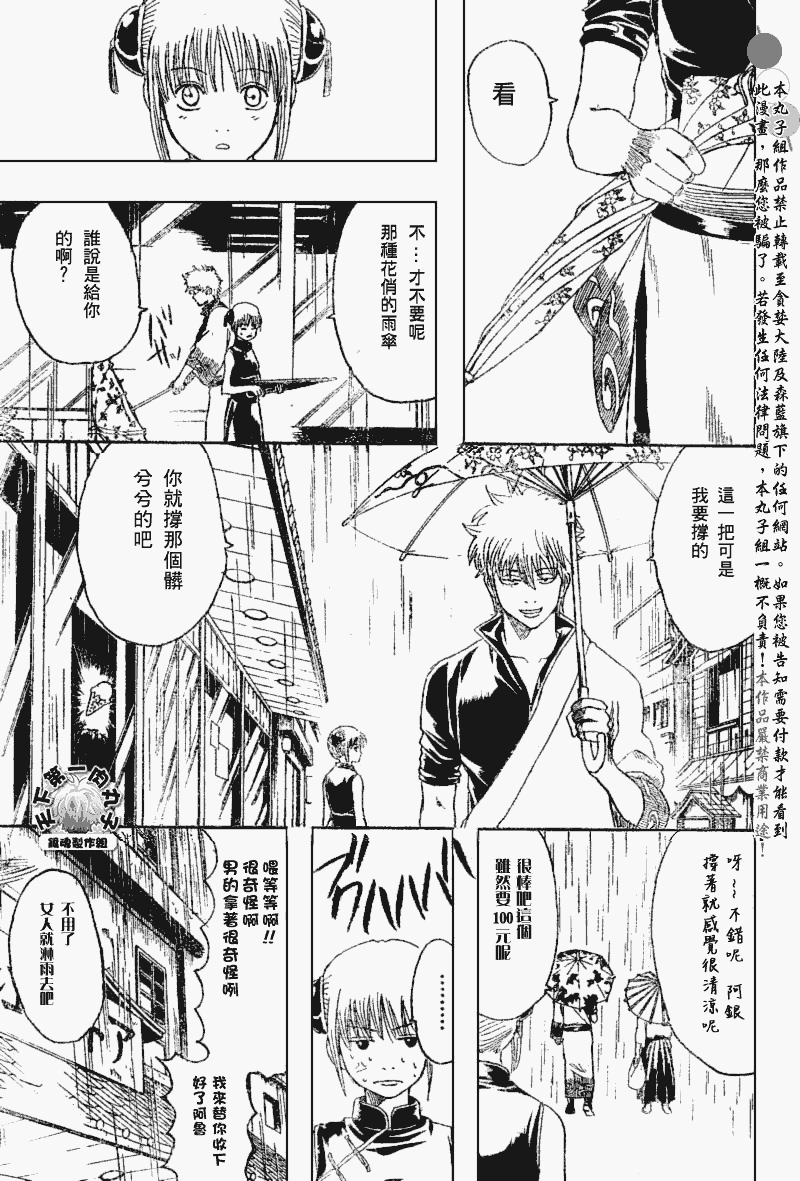 看
不…才不要呢
那種花俏的雨傘
誰說是給你
的啊？
這一把可是
我要撐的
你就撐那個髒
兮兮的吧
呀～不錯呢 阿銀
撐著就感覺很清涼呢
很棒吧這個
雖然要100元呢
………
喂等等啊!!
很奇怪啊
男的拿著很奇怪咧
不用了
女人就淋雨去吧
我來替你收下
好了阿魯
本丸子組作品禁止轉載至貪婪大陸及森藍旗下的任何網站。如果您被告知需要付款才能看到
此漫畫，那麼您被騙了。若發生任何法律問題，本丸子組一概不負責！本作品嚴禁商業用途！
天下第一肉丸子
銀魂製作組